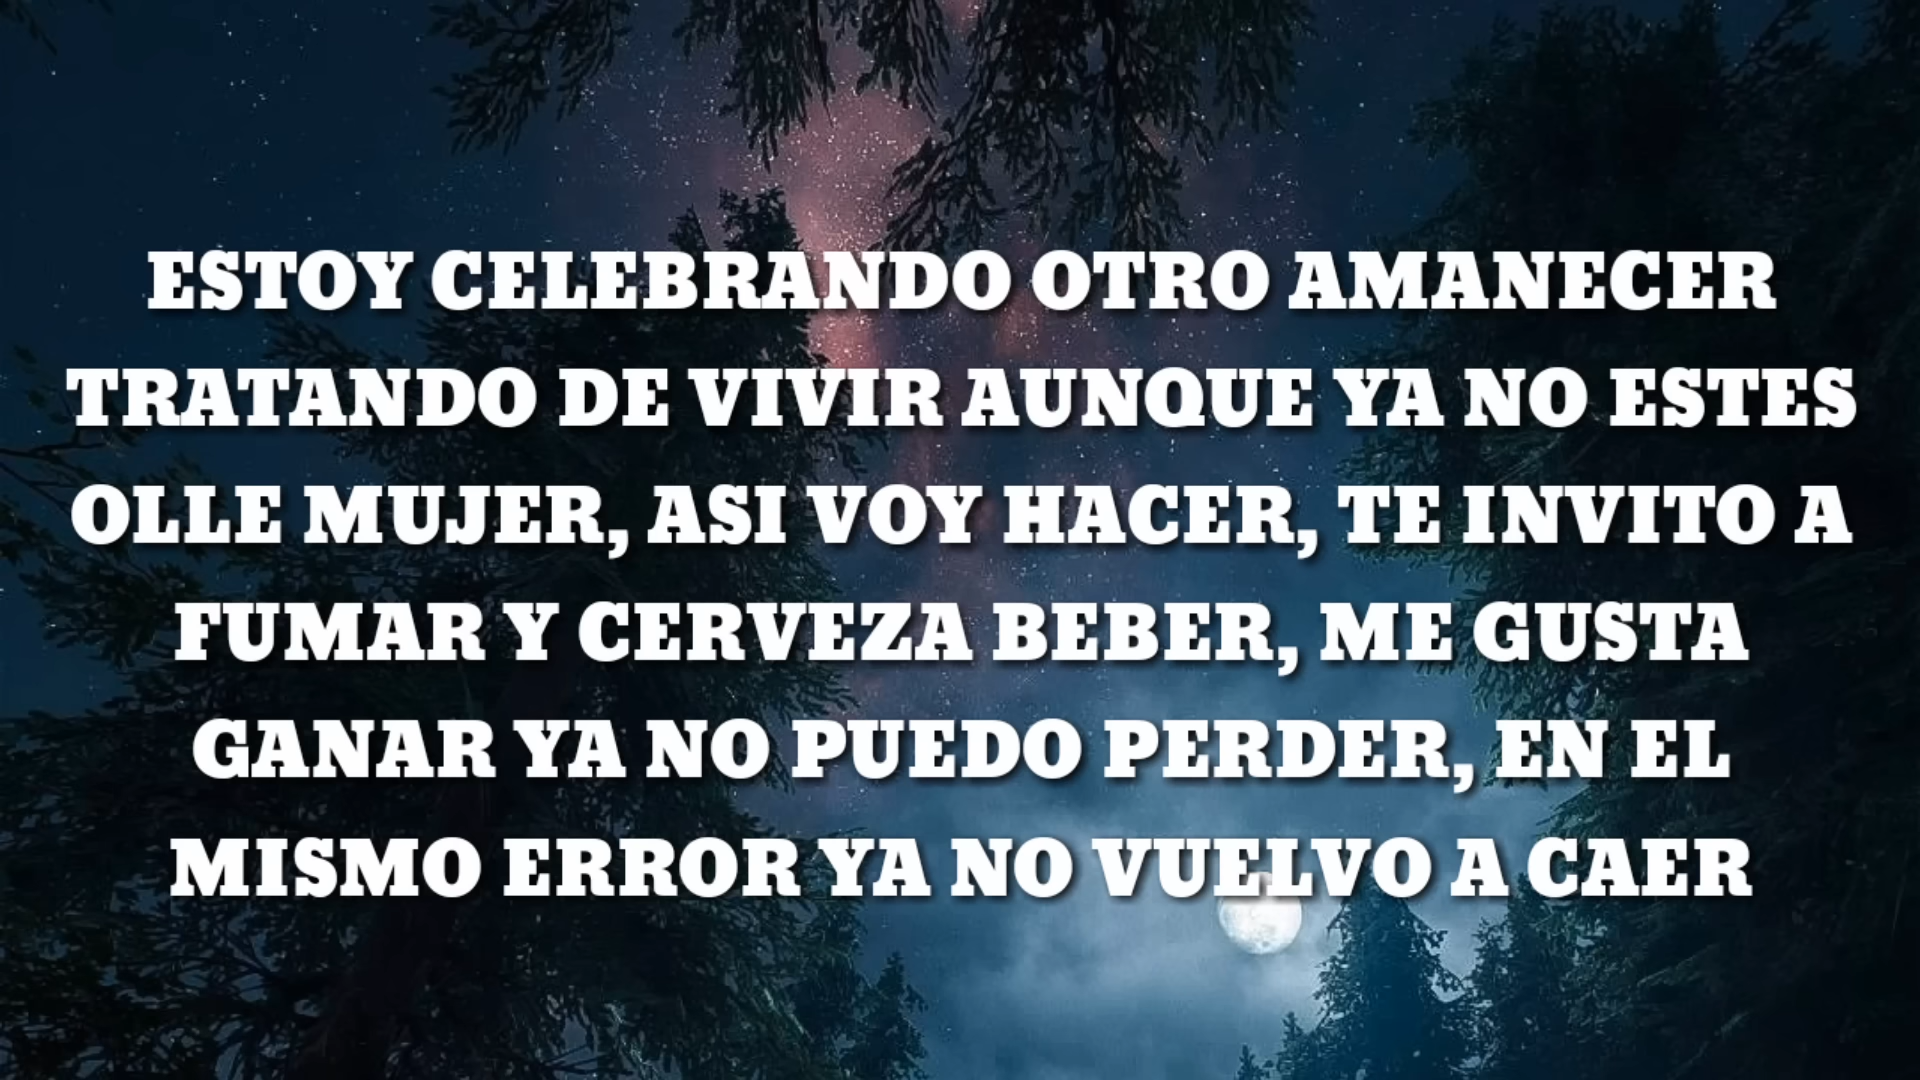 ESTOY CELEBRANDO OTRO AMANECER
TRATANDO DE VIVIR AUNQUE YA NO ESTES
OLLE MUJER, ASI VOY HACER, TE INVITO A
FUMAR Y CERVEZA BEBER, ME GUSTA
GANAR YA NO PUEDO PERDER, EN EL
MISMO ERROR YA NO VUELVO A CAER